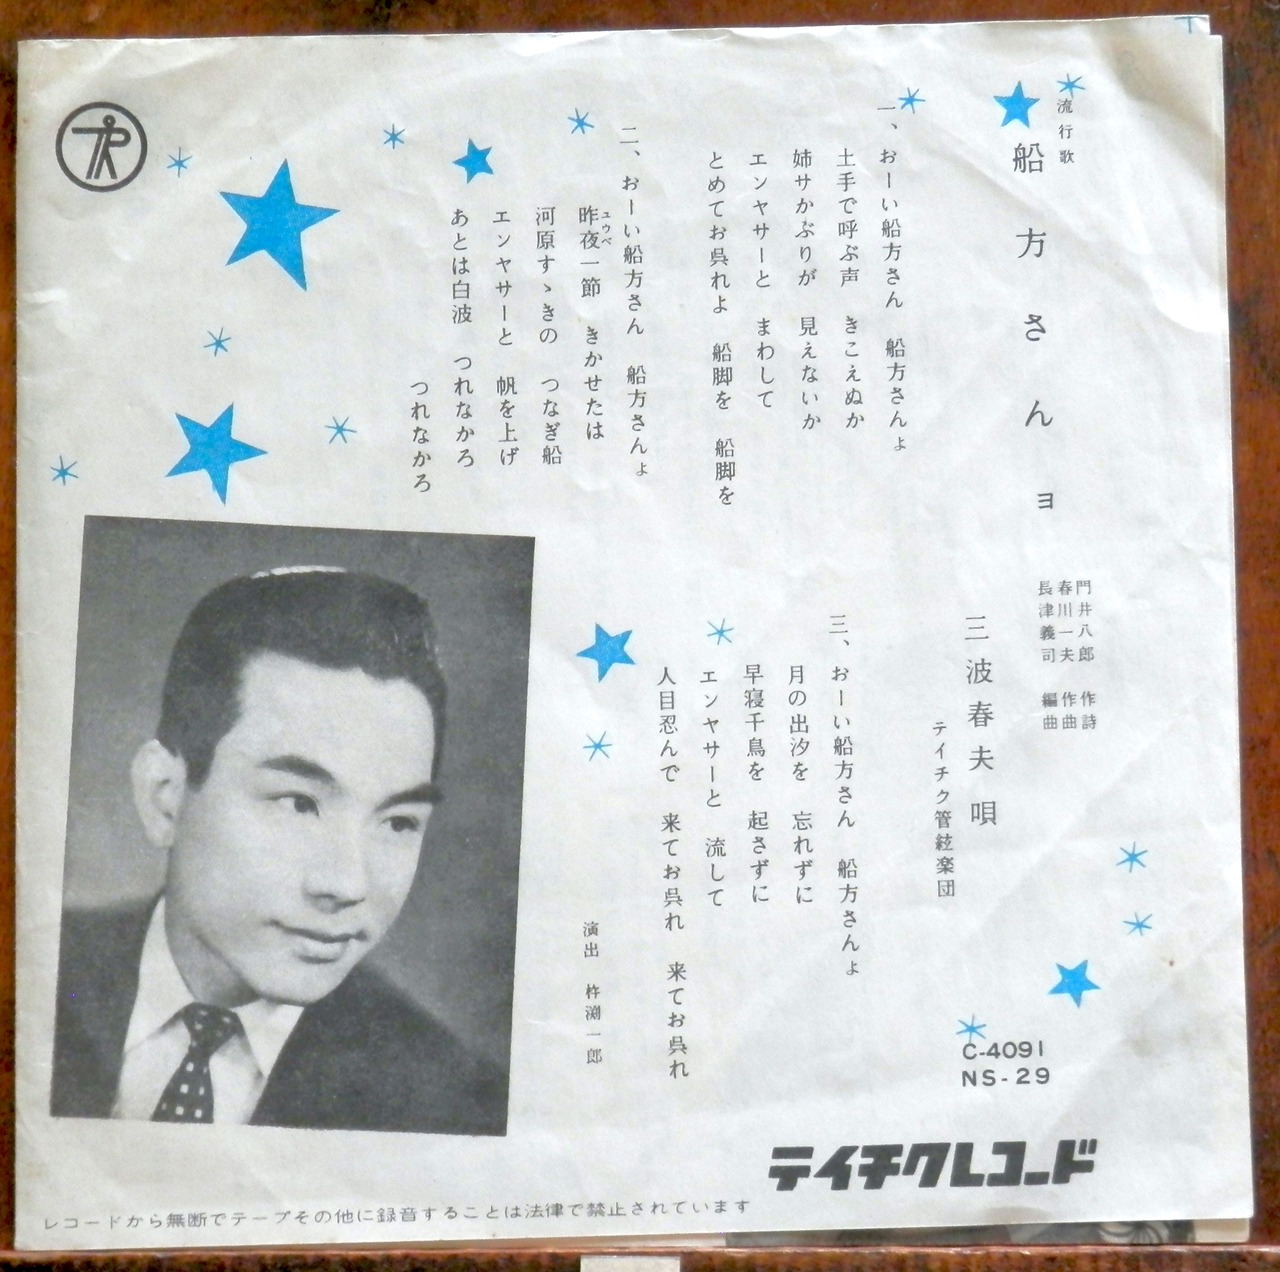 流行歌
船方さんヨ
門井八郎 作詩
春川一夫 作曲
長津義司 編曲
三波春夫 唄
テイチク管絃楽団
一、おーい船方さん 船方さんょ
土手で呼ぶ声 きこえぬか
姉サかぶりが 見えないか
エンヤサーと まわして
とめてお呉れよ 船脚を 船脚を
二、おーい船方さん 船方さんょ
昨夜一節 きかせたは
ユウベ
河原すゝきの つなぎ船
エンヤサーと 帆を上げ
あとは白波 つれなかろ
つれなかろ
三、おーい船方さん 船方さんょ
月の出汐を 忘れずに
早寝千鳥を 起さずに
エンヤサーと 流して
人目忍んで 来てお呉れ 来てお呉れ
演出 杵渕一郎
C-4091
NS-29
テイチクレコード
レコードから無断でテープその他に録音することは法律で禁止されています